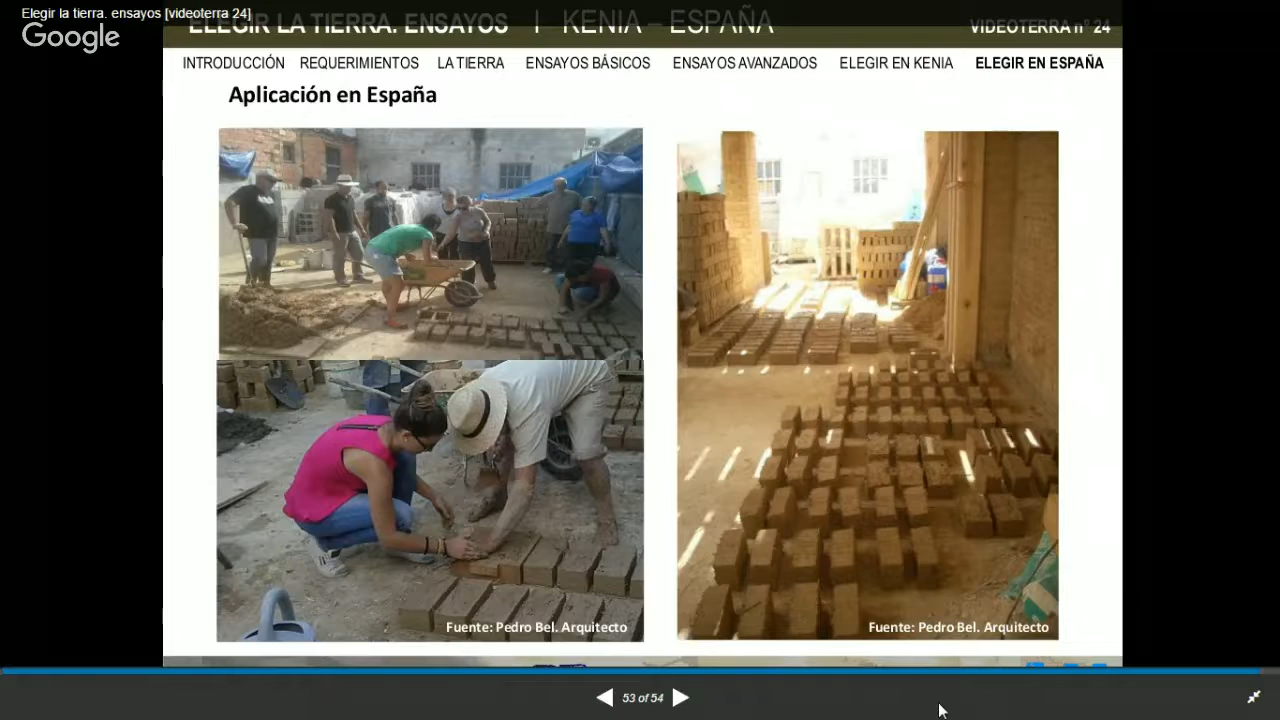 Elegir la tierra. ensayos [videoterra 24]
Google
ELEGIR LA TIERRA. ENSAYOS | KENIA – ESPAÑA
VIDEOTERRA nº 24
INTRODUCCIÓN REQUERIMIENTOS LA TIERRA ENSAYOS BÁSICOS ENSAYOS AVANZADOS ELEGIR EN KENIA ELEGIR EN ESPAÑA
Aplicación en España
Fuente: Pedro Bel. Arquitecto
Fuente: Pedro Bel. Arquitecto
53 of 54